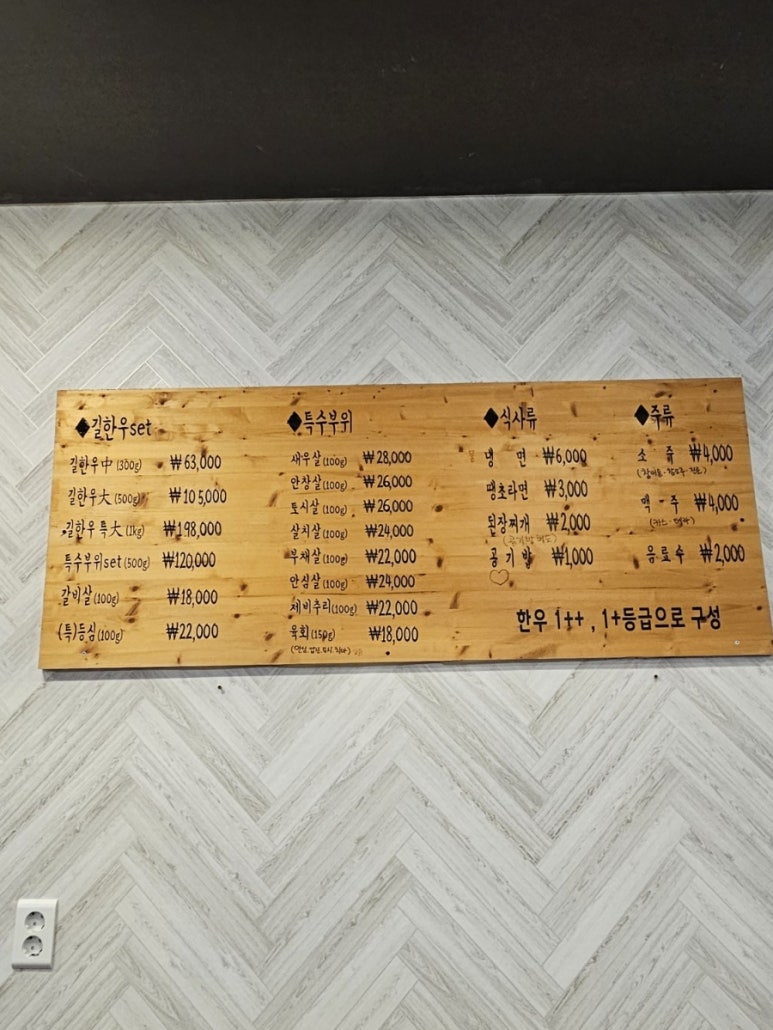 ◆길한우set
길한우中(300g) ₩63,000
길한우大(500g) ₩105,000
길한우 특大(1kg) ₩198,000
특수부위set(500g) ₩120,000
갈비살(100g) ₩18,000
(특)등심(100g) ₩22,000
◆특수부위
새우살(100g) ₩28,000
안창살(100g) ₩26,000
토시살(100g) ₩26,000
살치살(100g) ₩24,000
부채살(100g) ₩22,000
안심살(100g) ₩24,000
제비추리(100g) ₩22,000
육회(150g) ₩18,000
◆식사류
냉 면 ₩6,000
땡초라면 ₩3,000
된장찌개 ₩2,000
(공기밥 별도)
공기밥 ₩1,000
◆주류
소 주 ₩4,000
맥 주 ₩4,000
음료수 ₩2,000
한우 1++, 1+등급으로 구성